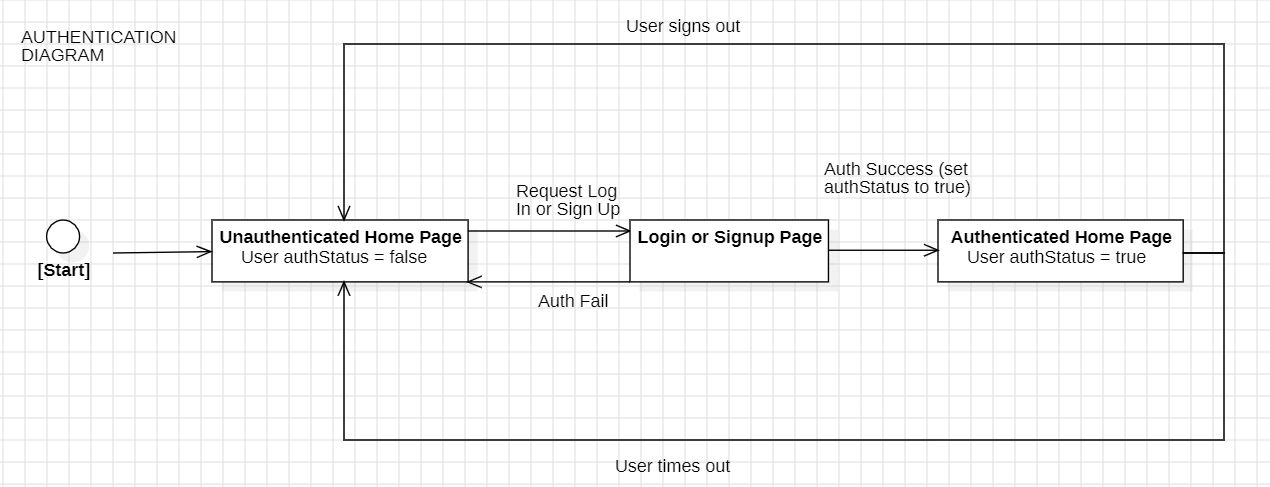 AUTHENTICATION
DIAGRAM
User signs out
Auth Success (set
authStatus to true)
Request Log
In or Sign Up
[Start]
Unauthenticated Home Page
User authStatus = false
Login or Signup Page
Authenticated Home Page
User authStatus = true
Auth Fail
User times out